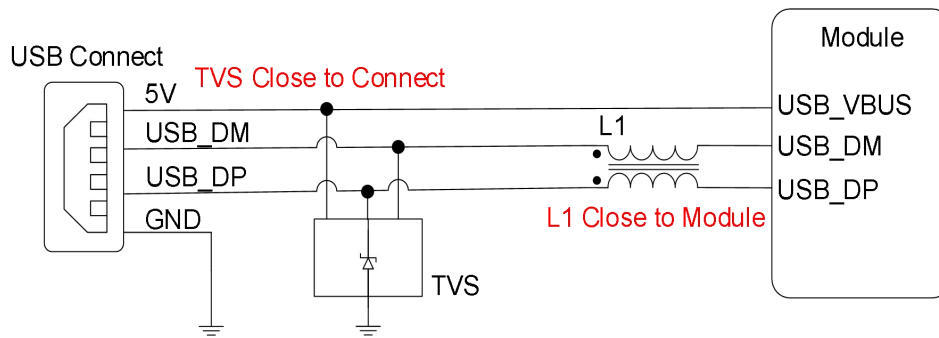 Module
USB Connect
TVS Close to Connect
5V
USB_VBUS
USB_DM
L1
USB_DM
USB_DP
USB_DP
GND
L1 Close to Module
TVS